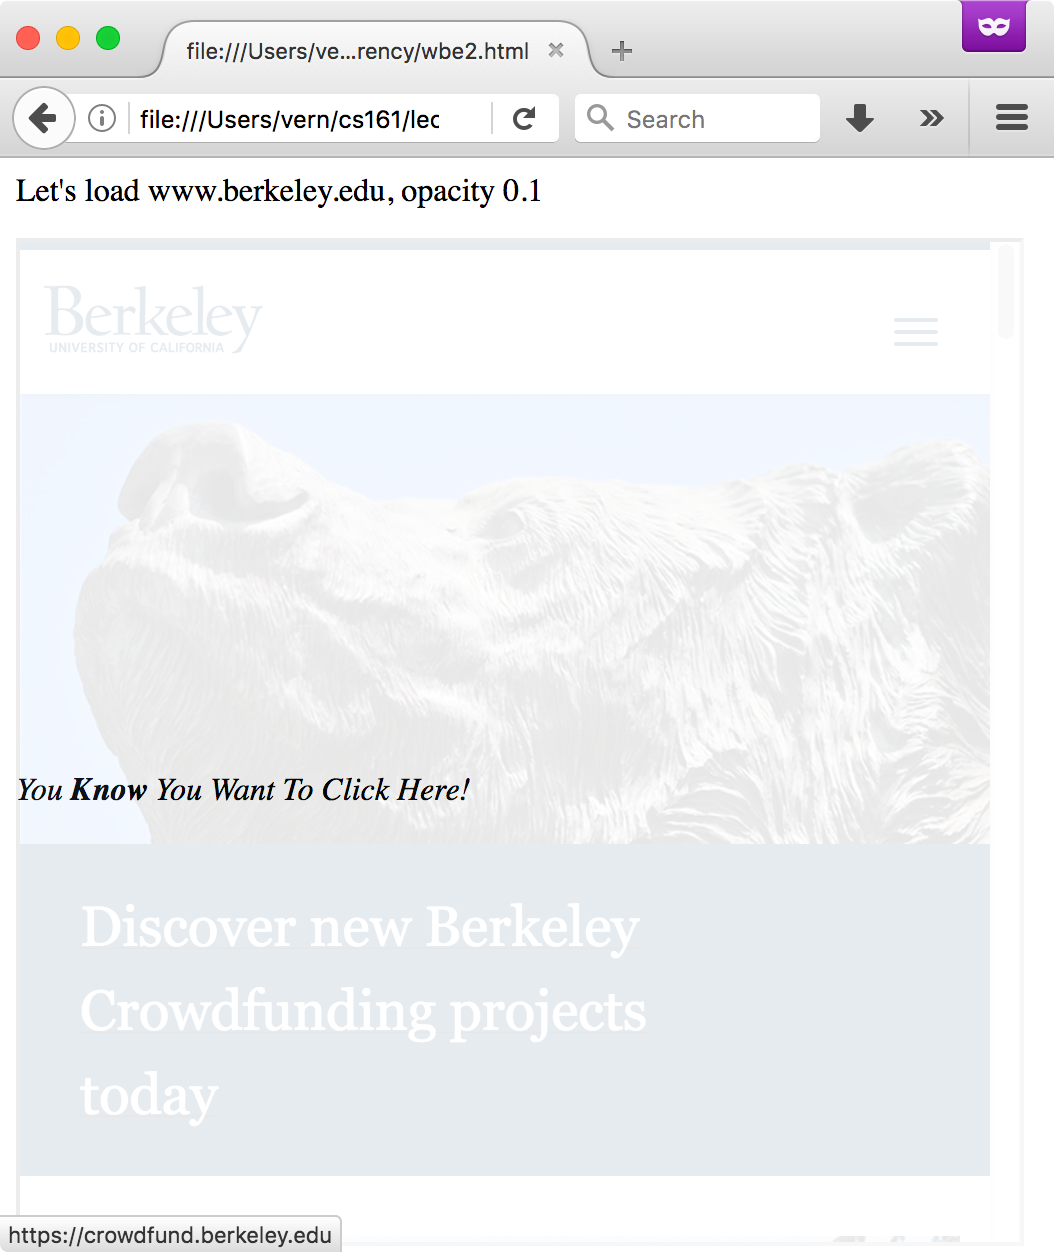 file:///Users/ve...rency/wbe2.html
file:///Users/vern/cs161/lec
Search
Let's load www.berkeley.edu, opacity 0.1
Berkeley
UNIVERSITY OF CALIFORNIA
You Know You Want To Click Here!
Discover new Berkeley
Crowdfunding projects
today
https://crowdfund.berkeley.edu